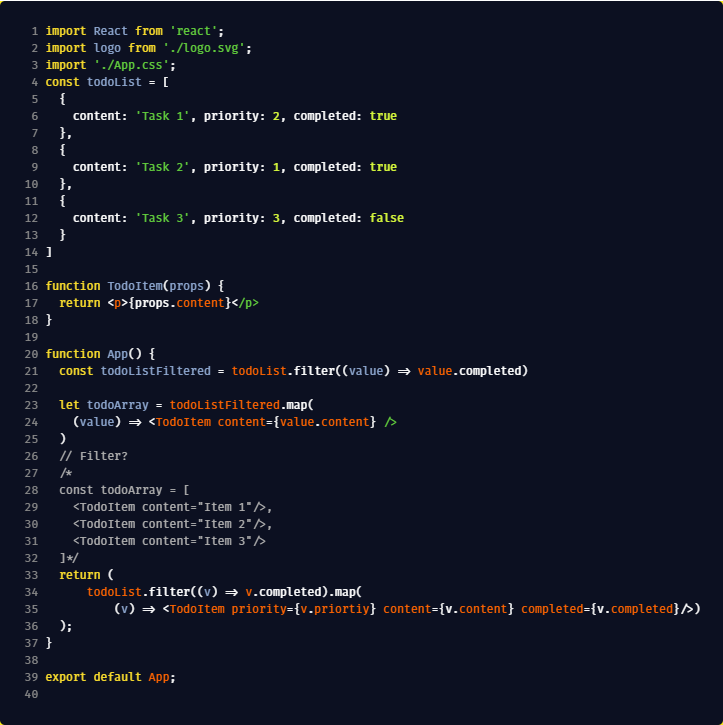 1 import React from 'react';
2 import logo from './logo.svg';
3 import './App.css';
4 const todoList = [
5   {
6     content: 'Task 1', priority: 2, completed: true
7   },
8   {
9     content: 'Task 2', priority: 1, completed: true
10   },
11   {
12     content: 'Task 3', priority: 3, completed: false
13   }
14 ]
15
16 function TodoItem(props) {
17   return <p>{props.content}</p>
18 }
19
20 function App() {
21   const todoListFiltered = todoList.filter((value) => value.completed)
22
23   let todoArray = todoListFiltered.map(
24     (value) => <TodoItem content={value.content} />
25   )
26   // Filter?
27   /*
28   const todoArray = [
29     <TodoItem content="Item 1"/>,
30     <TodoItem content="Item 2"/>,
31     <TodoItem content="Item 3"/>
32   ]*/
33   return (
34       todoList.filter((v) => v.completed).map(
35           (v) => <TodoItem priority={v.priortiy} content={v.content} completed={v.completed}/>)
36   );
37 }
38
39 export default App;
40